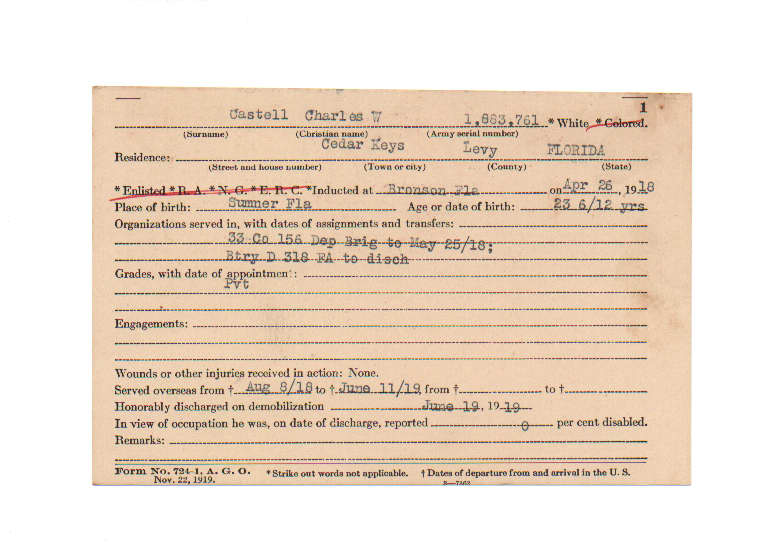 1
Castell Charles W 1,883,761 * White, * Colored.
(Surname) (Christian name) (Army serial number)
Cedar Keys Levy FLORIDA
Residence:
(Street and house number) (Town or city) (County) (State)
* Enlisted * R. A. * N. G. * E. R. C. * Inducted at Bronson Fla on Apr 26, 1918
Place of birth: Sumner Fla Age or date of birth: 23 6/12 yrs
Organizations served in, with dates of assignments and transfers:
33 Co 156 Dep Brig to May 25/18;
Btry D 318 FA to disch
Grades, with date of appointment:
Pvt
Engagements:
Wounds or other injuries received in action: None.
Served overseas from † Aug 8/18 to † June 11/19, from † to †
Honorably discharged on demobilization June 19, 19 19
In view of occupation he was, on date of discharge, reported 0 per cent disabled.
Remarks:
Form No. 724-1, A. G. O. * Strike out words not applicable. † Dates of departure from and arrival in the U. S.
Nov. 22, 1919.